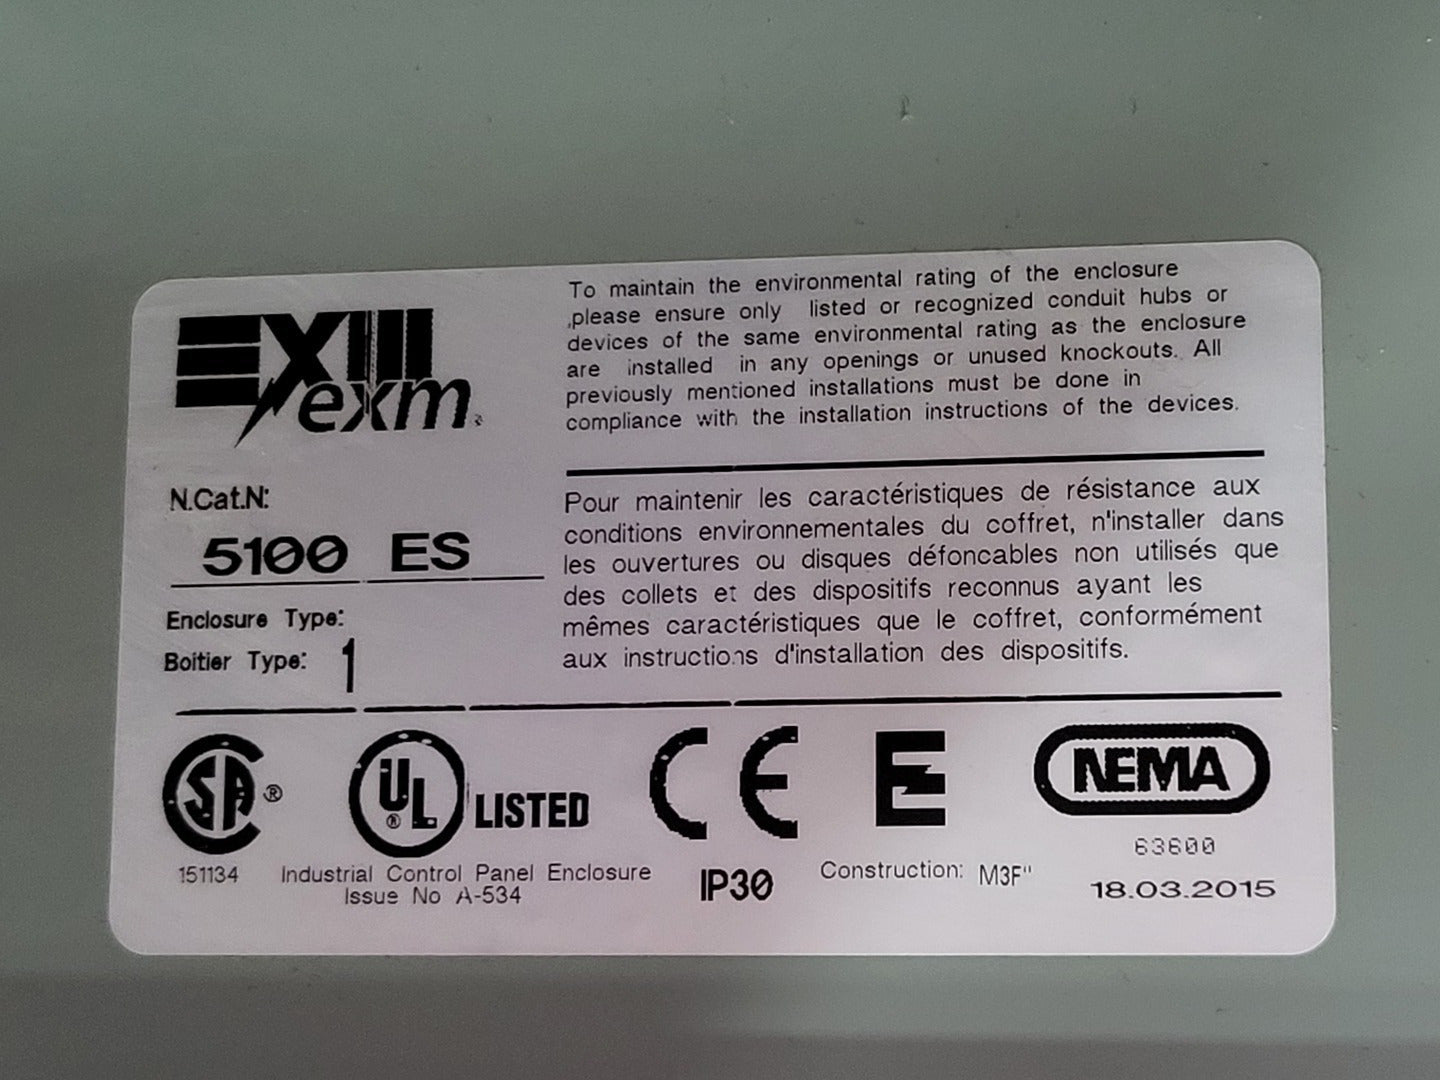 EXM
exm
N.Cat.N:
5100 ES
Enclosure Type:
Boitier Type: 1
To maintain the environmental rating of the enclosure
,please ensure only listed or recognized conduit hubs or
devices of the same environmental rating as the enclosure
are installed in any openings or unused knockouts. All
previously mentioned installations must be done in
compliance with the installation instructions of the devices.
Pour maintenir les caractéristiques de résistance aux
conditions environnementales du coffret, n'installer dans
les ouvertures ou disques défonçables non utilisés que
des collets et des dispositifs reconnus ayant les
mêmes caractéristiques que le coffret, conformément
aux instructions d'installation des dispositifs.
SA ®
151134
UL ® LISTED
Industrial Control Panel Enclosure
Issue No A-534
CE
IP30
E
Construction: M3F"
NEMA
63600
18.03.2015